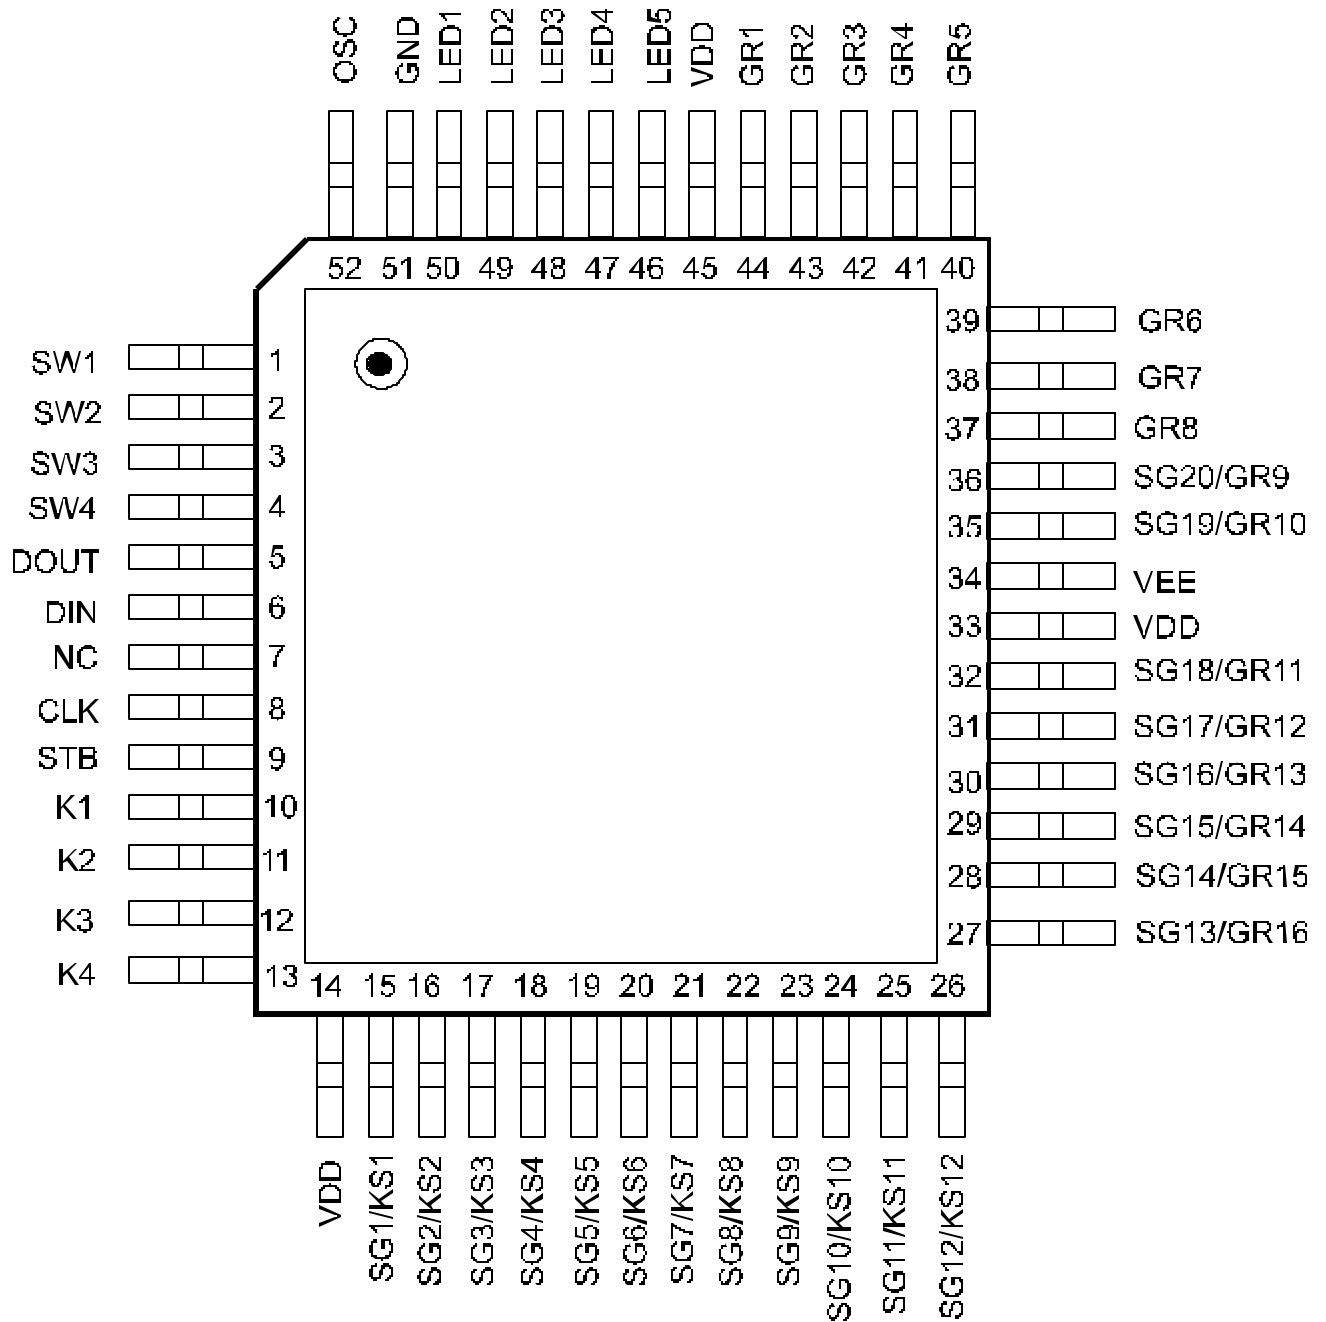 OSC GND LED1 LED2 LED3 LED4 LED5 VDD GR1 GR2 GR3 GR4 GR5
52 51 50 49 48 47 46 45 44 43 42 41 40
SW1 1
SW2 2
SW3 3
SW4 4
DOUT 5
DIN 6
NC 7
CLK 8
STB 9
K1 10
K2 11
K3 12
K4 13
39 GR6
38 GR7
37 GR8
36 SG20/GR9
35 SG19/GR10
34 VEE
33 VDD
32 SG18/GR11
31 SG17/GR12
30 SG16/GR13
29 SG15/GR14
28 SG14/GR15
27 SG13/GR16
14 15 16 17 18 19 20 21 22 23 24 25 26
VDD SG1/KS1 SG2/KS2 SG3/KS3 SG4/KS4 SG5/KS5 SG6/KS6 SG7/KS7 SG8/KS8 SG9/KS9 SG10/KS10 SG11/KS11 SG12/KS12